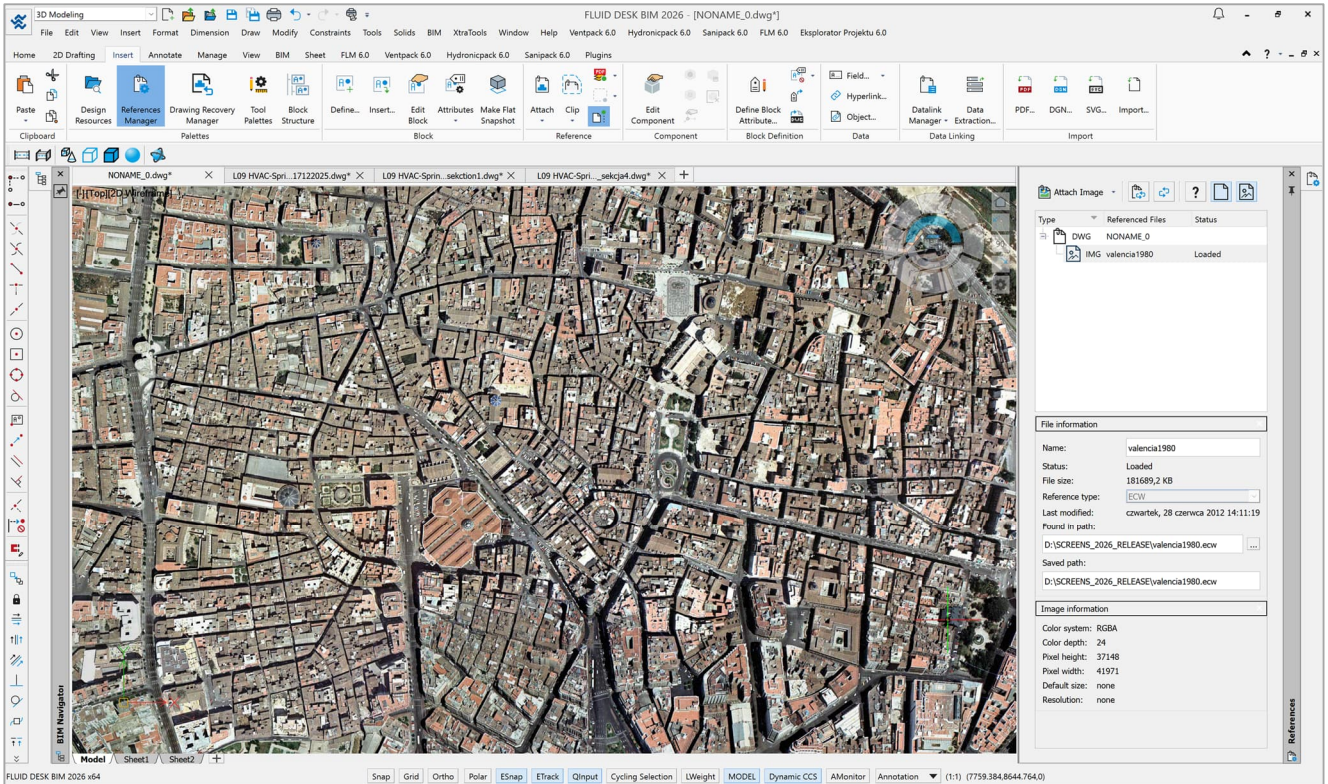 3D Modeling
FLUID DESK BIM 2026 - [NONAME_0.dwg*]
File Edit View Insert Format Dimension Draw Modify Constraints Tools Solids BIM XtraTools Window Help Ventpack 6.0 Hydronicpack 6.0 Sanipack 6.0 FLM 6.0 Eksplorator Projektu 6.0
Home 2D Drafting Insert Annotate Manage View BIM Sheet FLM 6.0 Ventpack 6.0 Hydronicpack 6.0 Sanipack 6.0 Plugins
Paste
Design Resources
References Manager
Drawing Recovery Manager
Tool Palettes
Block Structure
Define...
Insert...
Edit Block
Attributes
Make Flat Snapshot
Attach
Clip
Edit Component
Define Block Attribute...
Field...
Hyperlink...
Object...
Datalink Manager
Data Extraction...
PDF...
DGN...
SVG...
Import...
Clipboard Palettes Block Reference Component Block Definition Data Data Linking Import
NONAME_0.dwg* L09 HVAC-Spri...17122025.dwg* L09 HVAC-Sprin...sekction1.dwg* L09 HVAC-Spri..._sekcja4.dwg*
[-][Top][2D Wireframe]
BIM Navigator
Attach Image
Type Referenced Files Status
DWG NONAME_0
IMG valencia1980 Loaded
File information
Name: valencia1980
Status: Loaded
File size: 181689,2 KB
Reference type: ECW
Last modified: czwartek, 28 czerwca 2012 14:11:19
Found in path:
D:\SCREENS_2026_RELEASE\valencia1980.ecw
Saved path:
D:\SCREENS_2026_RELEASE\valencia1980.ecw
Image information
Color system: RGBA
Color depth: 24
Pixel height: 37148
Pixel width: 41971
Default size: none
Resolution: none
References
Model Sheet1 Sheet2
FLUID DESK BIM 2026 x64
Snap Grid Ortho Polar ESnap ETrack QInput Cycling Selection LWeight MODEL Dynamic CCS AMonitor Annotation (1:1) (7759.384,8644.764,0)